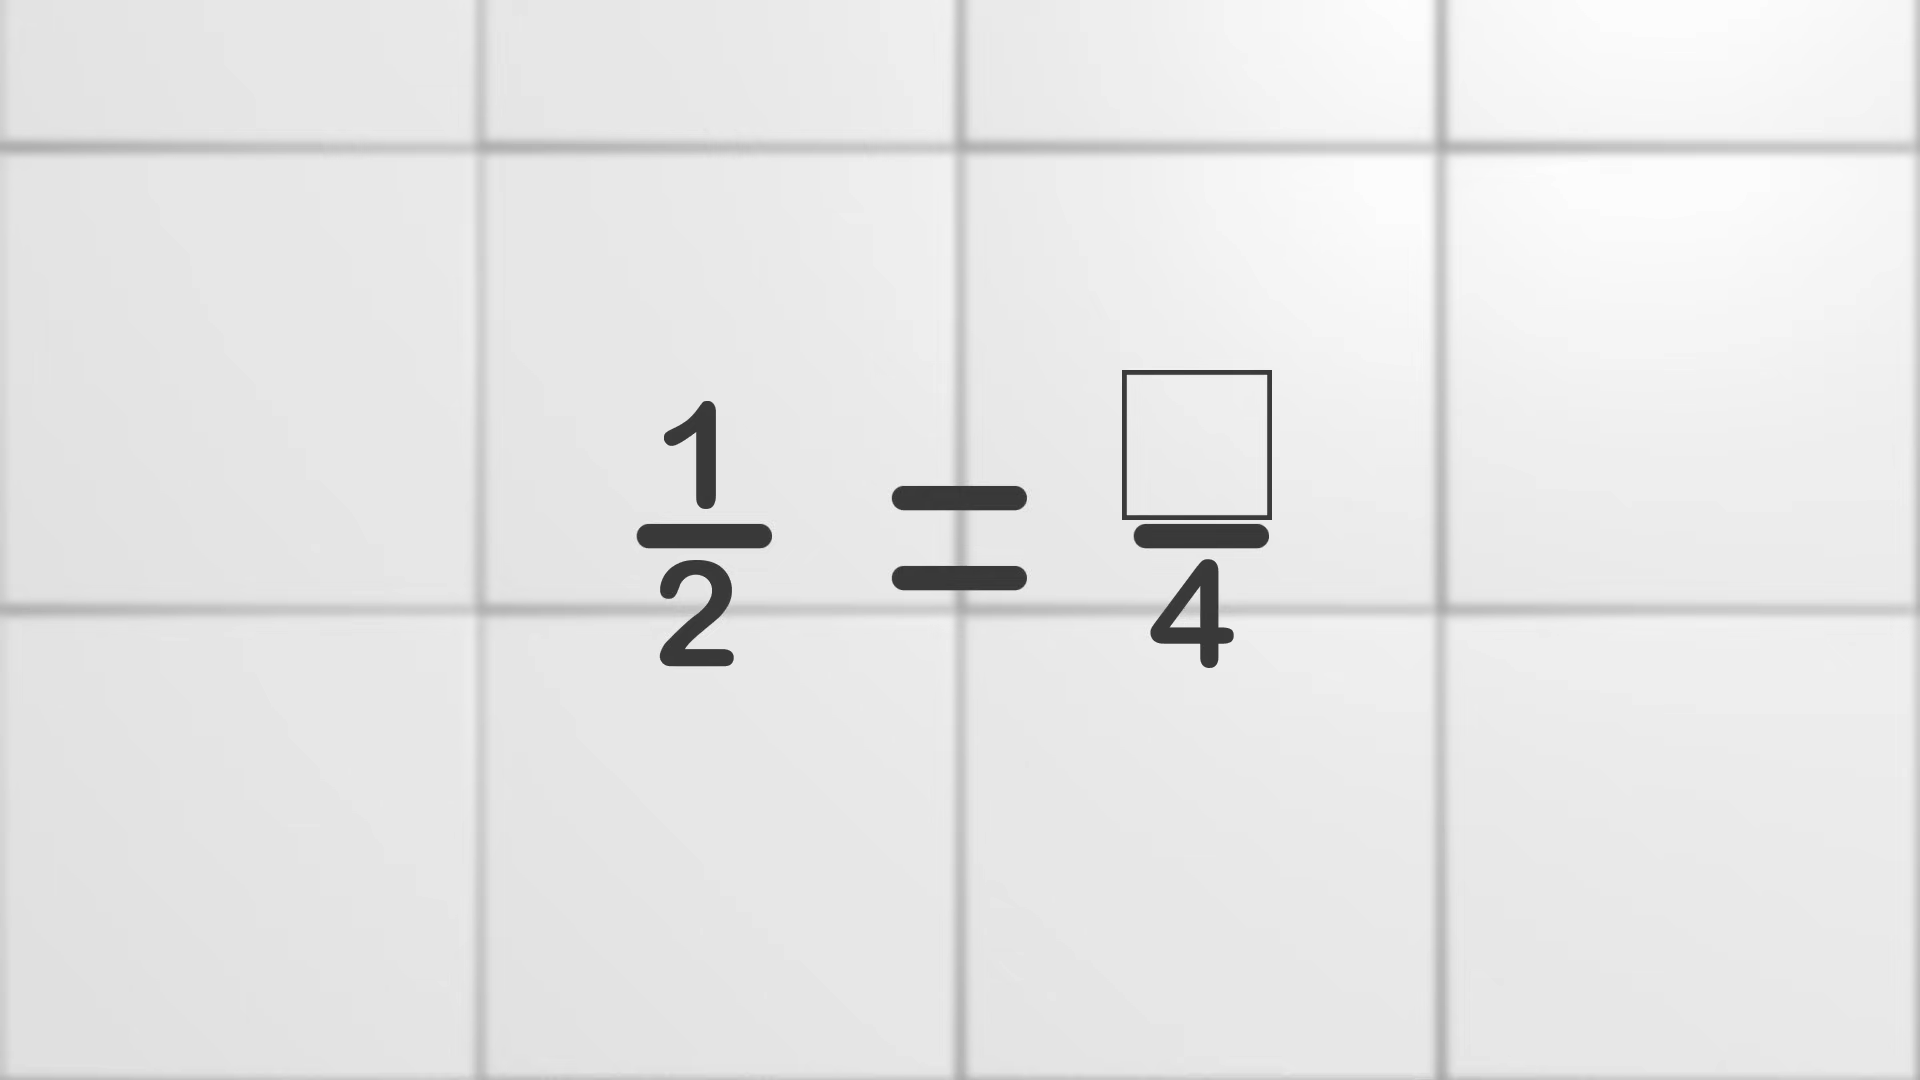 1/2 = □/4